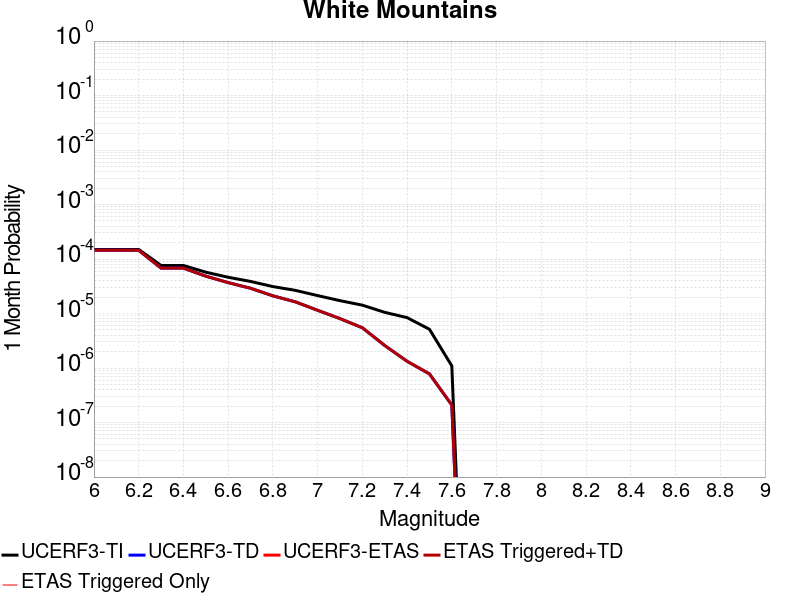 White Mountains
10^0
10^-1
10^-2
10^-3
10^-4
10^-5
10^-6
10^-7
10^-8
1 Month Probability
6 6.2 6.4 6.6 6.8 7 7.2 7.4 7.6 7.8 8 8.2 8.4 8.6 8.8 9
Magnitude
UCERF3-TI UCERF3-TD UCERF3-ETAS ETAS Triggered+TD
ETAS Triggered Only